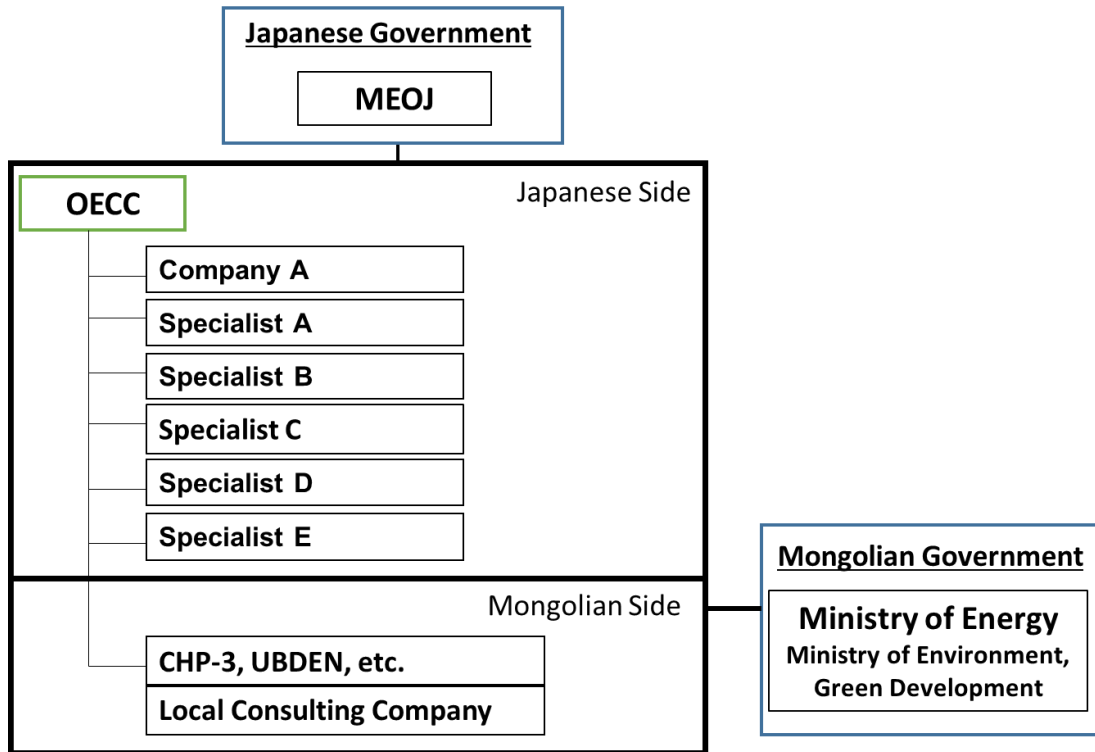 Japanese Government
MEOJ
OECC
Japanese Side
Company A
Specialist A
Specialist B
Specialist C
Specialist D
Specialist E
Mongolian Side
CHP-3, UBDEN, etc.
Local Consulting Company
Mongolian Government
Ministry of Energy
Ministry of Environment,
Green Development